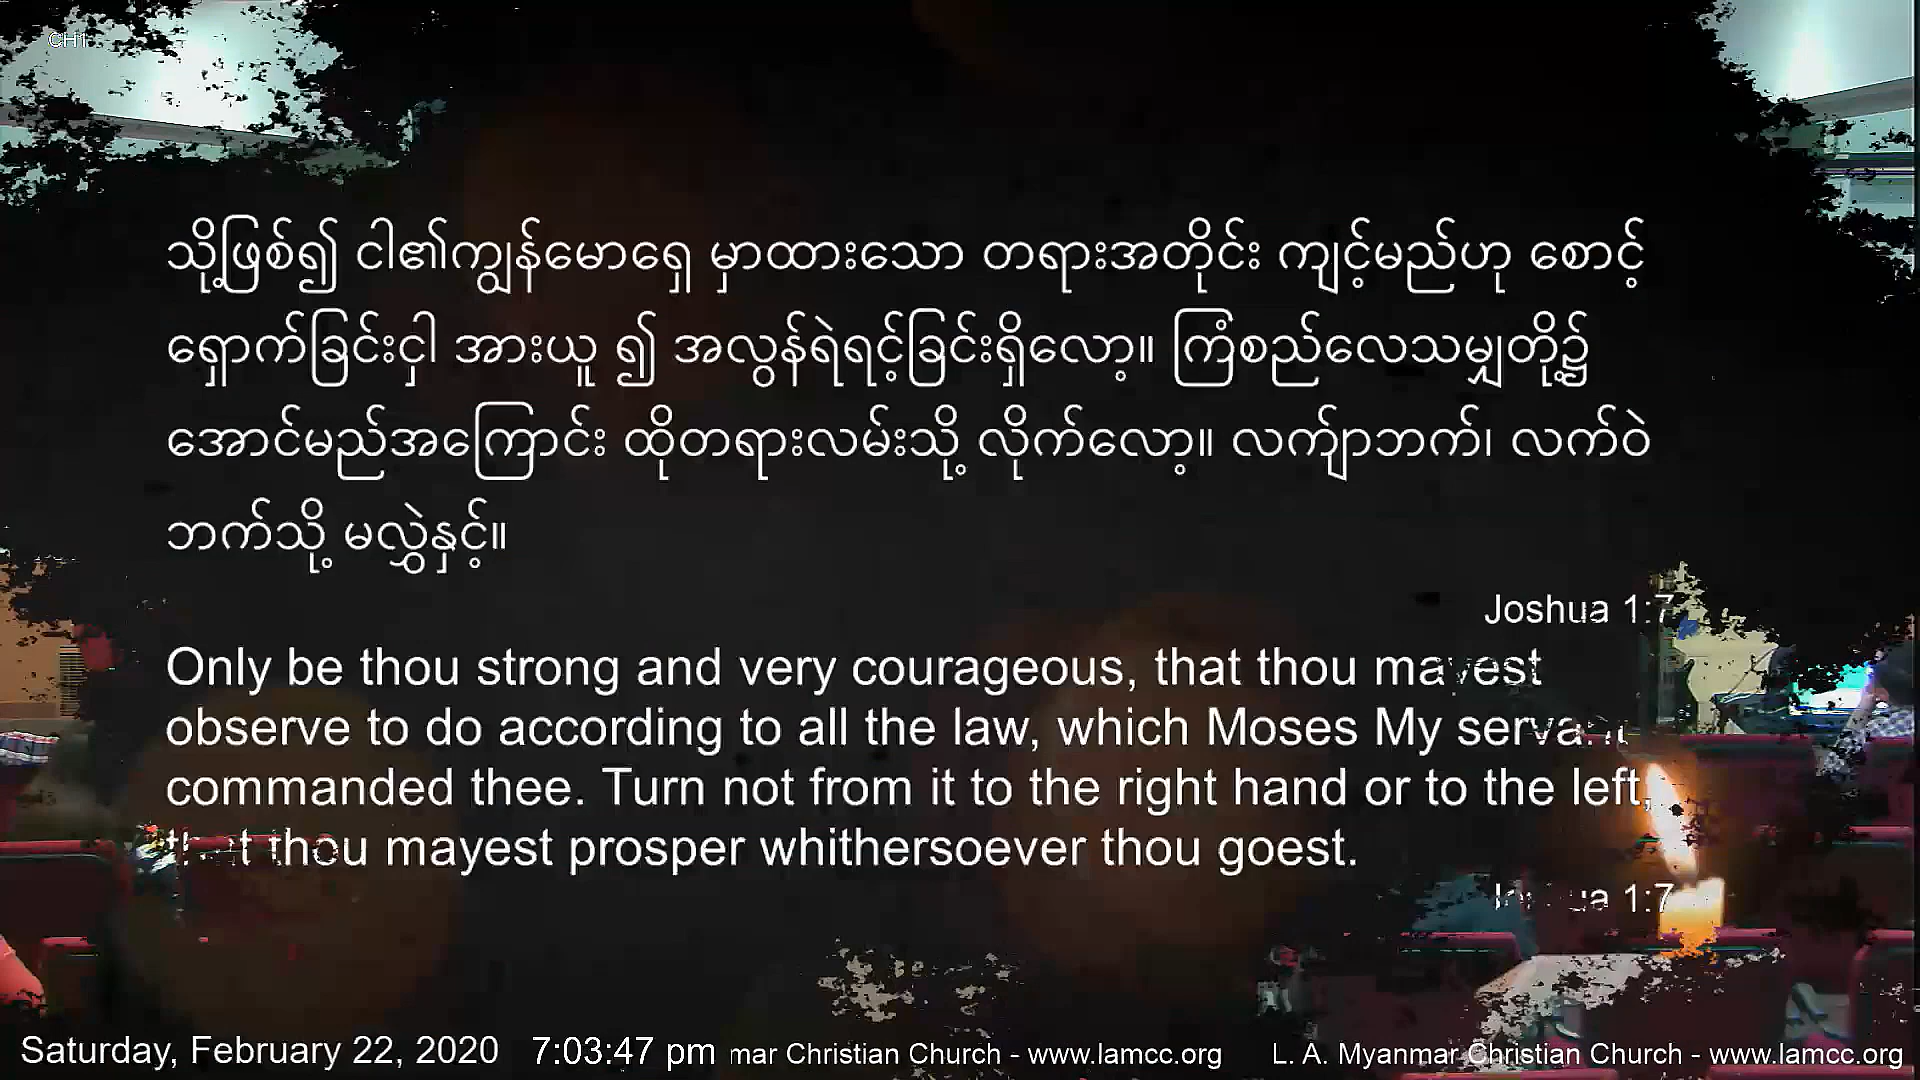 CH1
သို့ဖြစ်၍ ငါ၏ကျွန်မောရှေ မှာထားသော တရားအတိုင်း ကျင့်မည်ဟု စောင့်
ရှောက်ခြင်းငှါ အားယူ ၍ အလွန်ရဲရင့်ခြင်းရှိလော့။ ကြံစည်လေသမျှတို့၌
အောင်မည်အကြောင်း ထိုတရားလမ်းသို့ လိုက်လော့။ လက်ျာဘက်၊ လက်ဝဲ
ဘက်သို့ မလွှဲနှင့်။
Joshua 1:7
Only be thou strong and very courageous, that thou mayest
observe to do according to all the law, which Moses My servant
commanded thee. Turn not from it to the right hand or to the left,
that thou mayest prosper whithersoever thou goest.
Joshua 1:7
Saturday, February 22, 2020 7:03:47 pm mar Christian Church - www.lamcc.org L. A. Myanmar Christian Church - www.lamcc.org